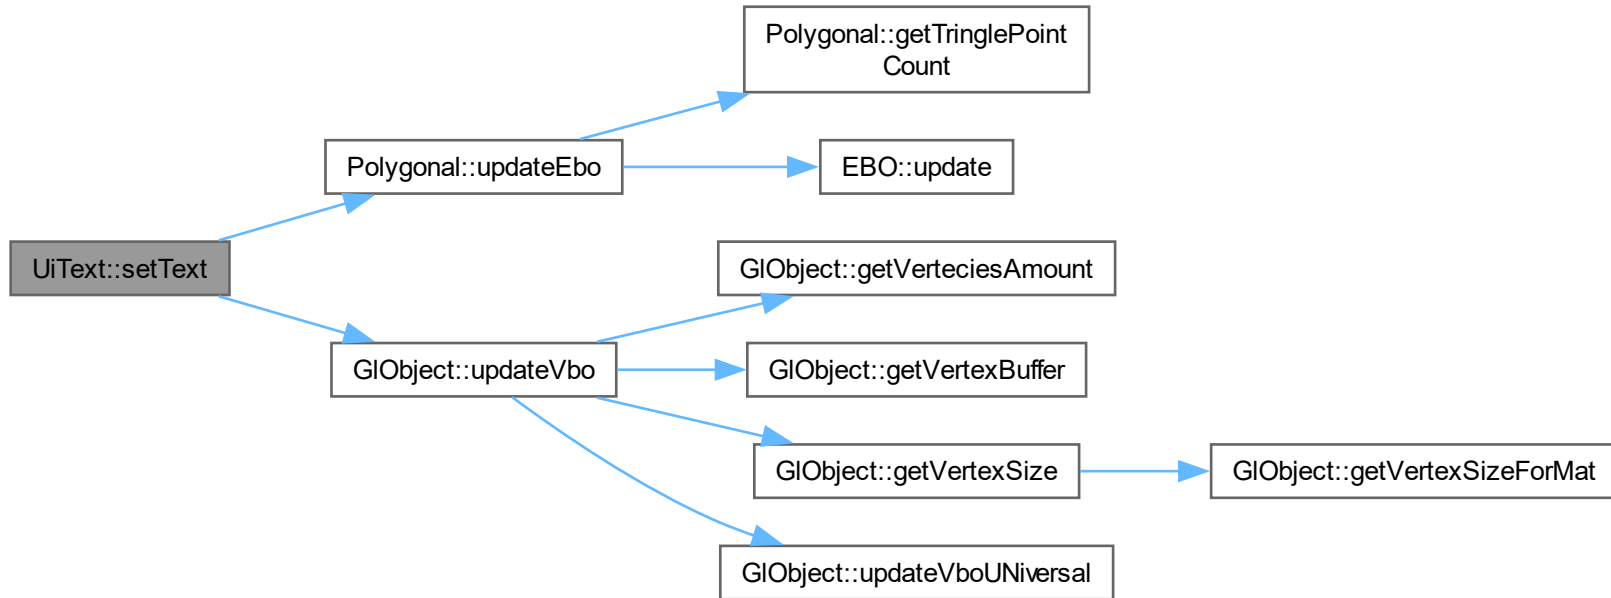 Polygonal::getTringlePoint
Count
Polygonal::updateEbo
EBO::update
UiText::setText
GlObject::getVerteciesAmount
GlObject::updateVbo
GlObject::getVertexBuffer
GlObject::getVertexSize
GlObject::getVertexSizeForMat
GlObject::updateVboUNiversal